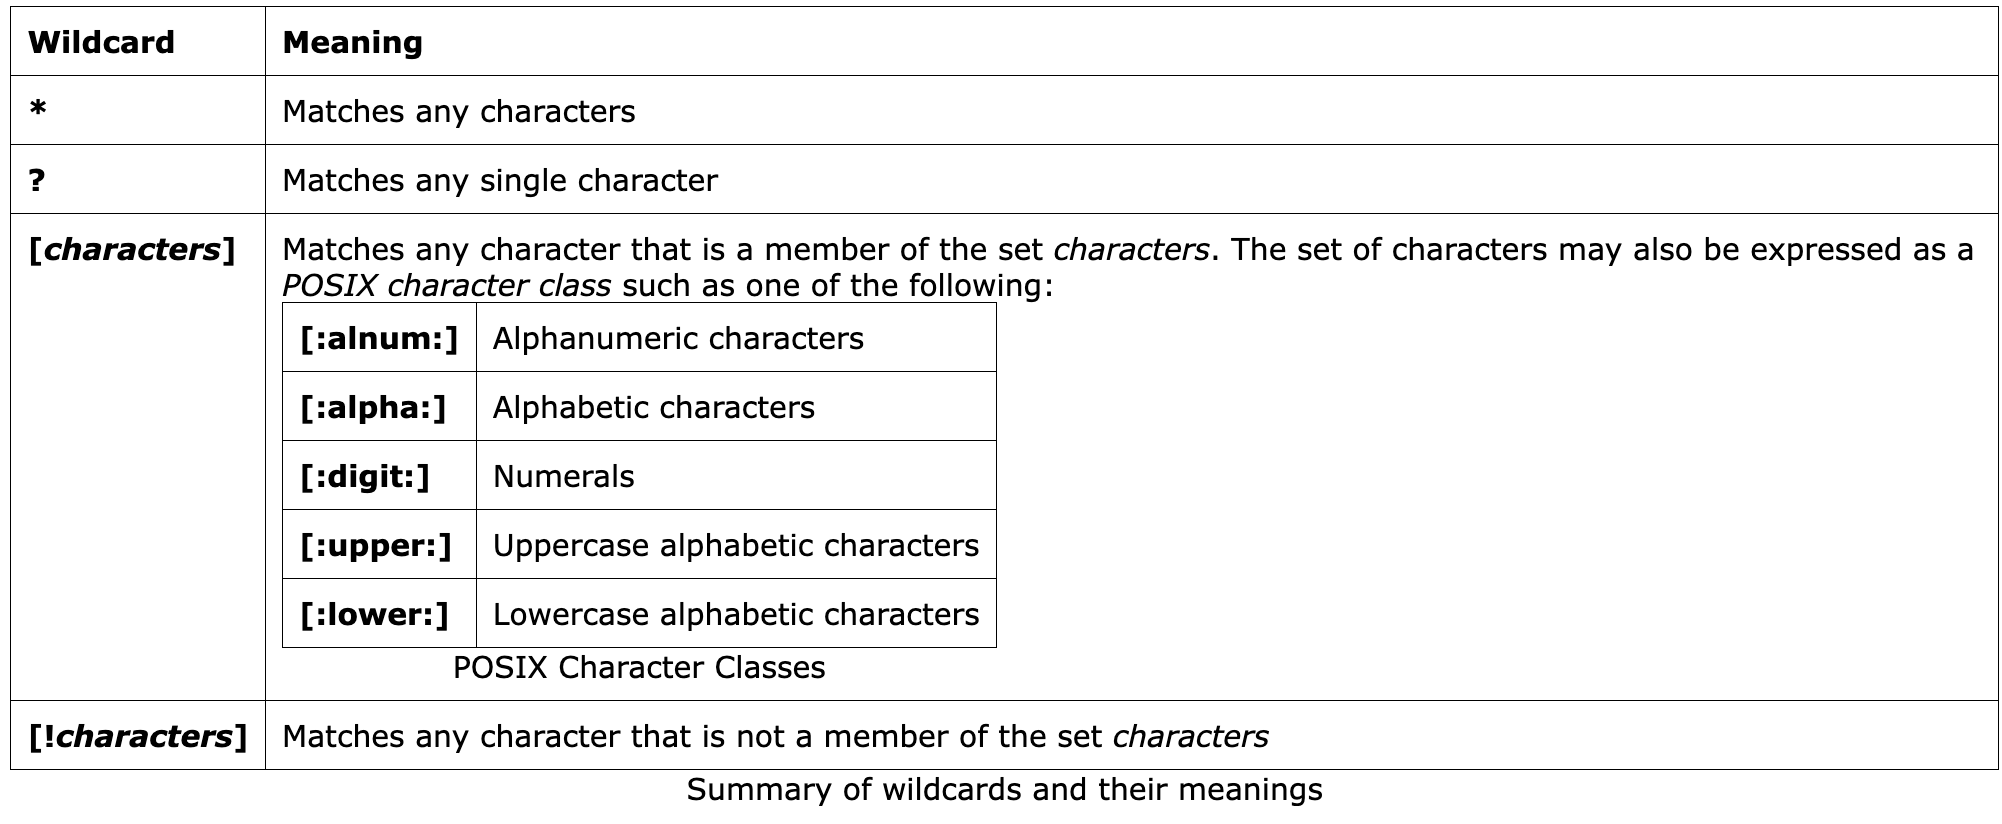 Wildcard Meaning
* Matches any characters
? Matches any single character
[characters] Matches any character that is a member of the set characters. The set of characters may also be expressed as a
POSIX character class such as one of the following:
[:alnum:] Alphanumeric characters
[:alpha:] Alphabetic characters
[:digit:] Numerals
[:upper:] Uppercase alphabetic characters
[:lower:] Lowercase alphabetic characters
POSIX Character Classes
[!characters] Matches any character that is not a member of the set characters
Summary of wildcards and their meanings